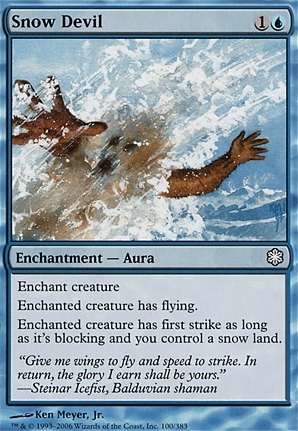 Snow Devil 1
Enchantment — Aura
Enchant creature
Enchanted creature has flying.
Enchanted creature has first strike as long
as it's blocking and you control a snow land.
"Give me wings to fly and speed to strike. In
return, the glory I earn shall be yours."
—Steinar Icefist, Balduvian shaman
Ken Meyer, Jr.
™ & © 1993–2006 Wizards of the Coast, Inc. 100/383